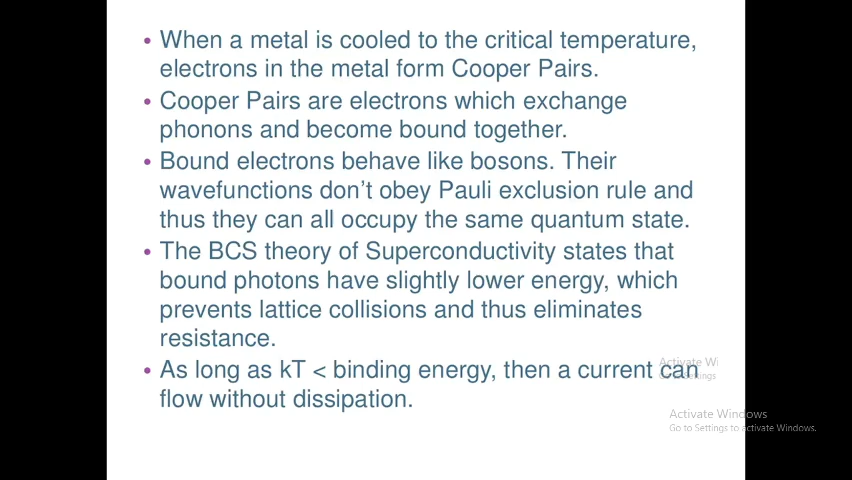 • When a metal is cooled to the critical temperature,
electrons in the metal form Cooper Pairs.
• Cooper Pairs are electrons which exchange
phonons and become bound together.
• Bound electrons behave like bosons. Their
wavefunctions don't obey Pauli exclusion rule and
thus they can all occupy the same quantum state.
• The BCS theory of Superconductivity states that
bound photons have slightly lower energy, which
prevents lattice collisions and thus eliminates
resistance.
• As long as kT < binding energy, then a current can
flow without dissipation.
Activate Wi
Settings
Activate Windows
Go to Settings to activate Windows.